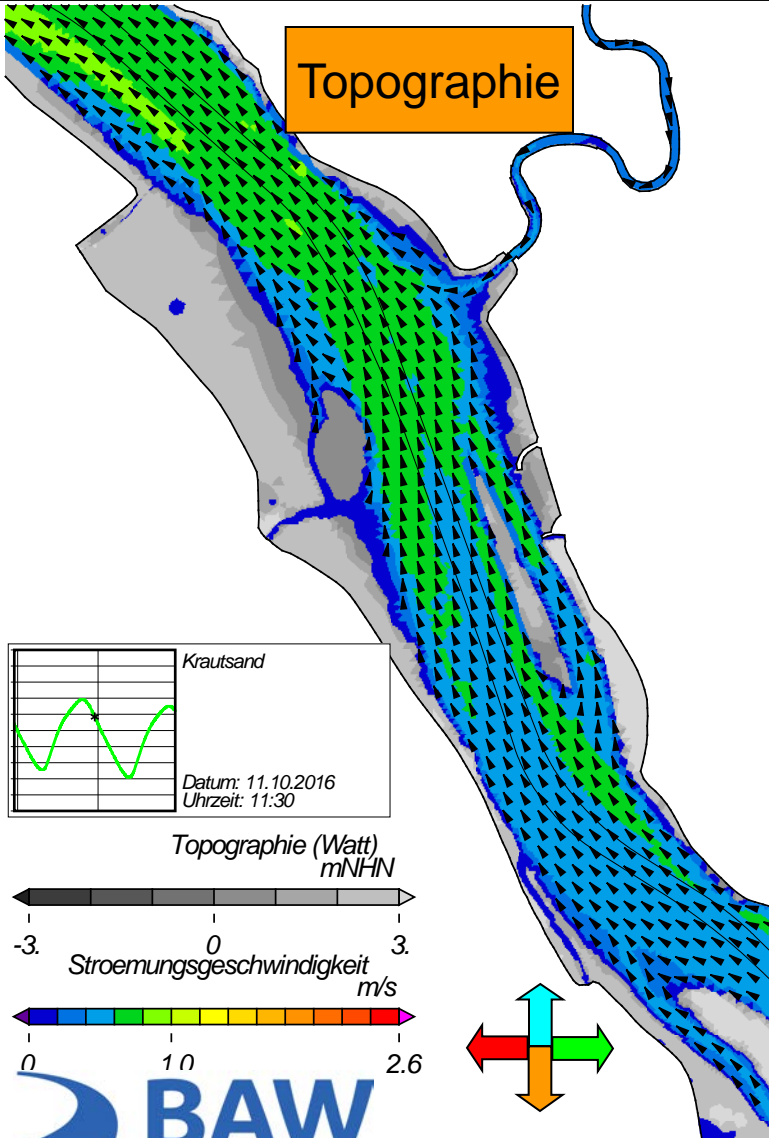 Topographie
Krautsand
Datum: 11.10.2016
Uhrzeit: 11:30
Topographie (Watt)
mNHN
-3. 0 3.
Stroemungsgeschwindigkeit
m/s
0 1.0 2.6
BAW